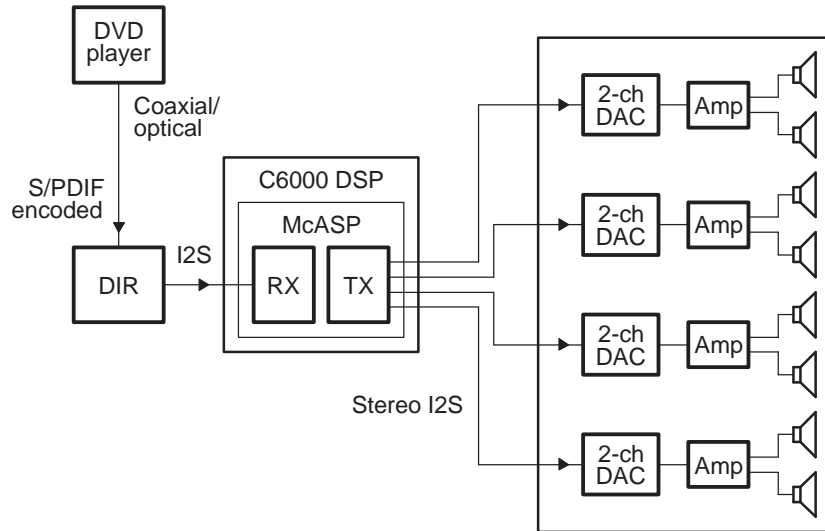 DVD
player
Coaxial/
optical
S/PDIF
encoded
DIR
I2S
C6000 DSP
McASP
RX
TX
Stereo I2S
2-ch
DAC
Amp
2-ch
DAC
Amp
2-ch
DAC
Amp
2-ch
DAC
Amp